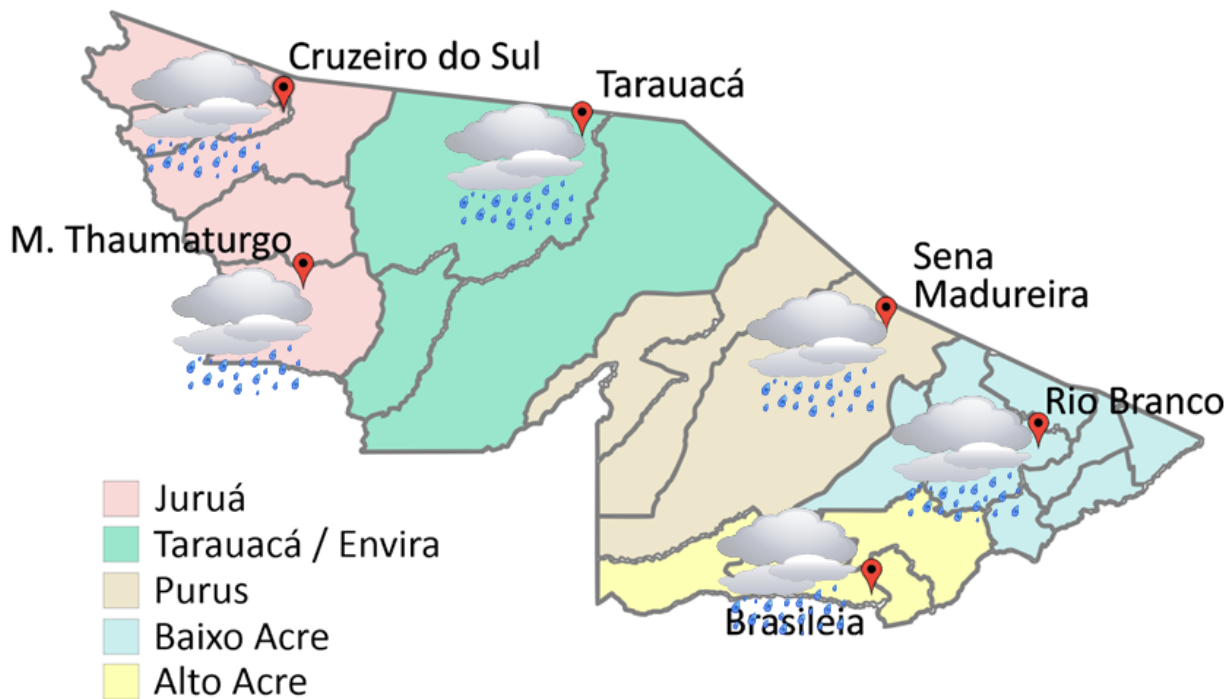 Cruzeiro do Sul
Tarauacá
M. Thaumaturgo
Sena
Madureira
Rio Branco
Brasileia
Juruá
Tarauacá / Envira
Purus
Baixo Acre
Alto Acre